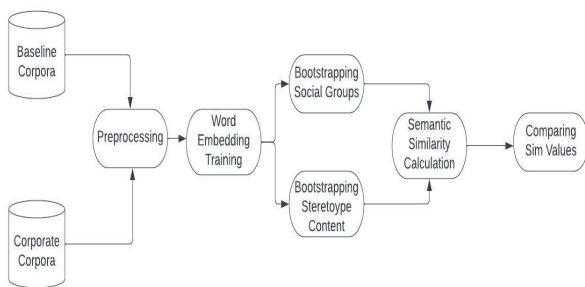 Baseline
Corpora
Preprocessing
Word
Embedding
Training
Bootstrapping
Social Groups
Bootstrapping
Steretoype
Content
Semantic
Similarity
Calculation
Comparing
Sim Values
Corporate
Corpora